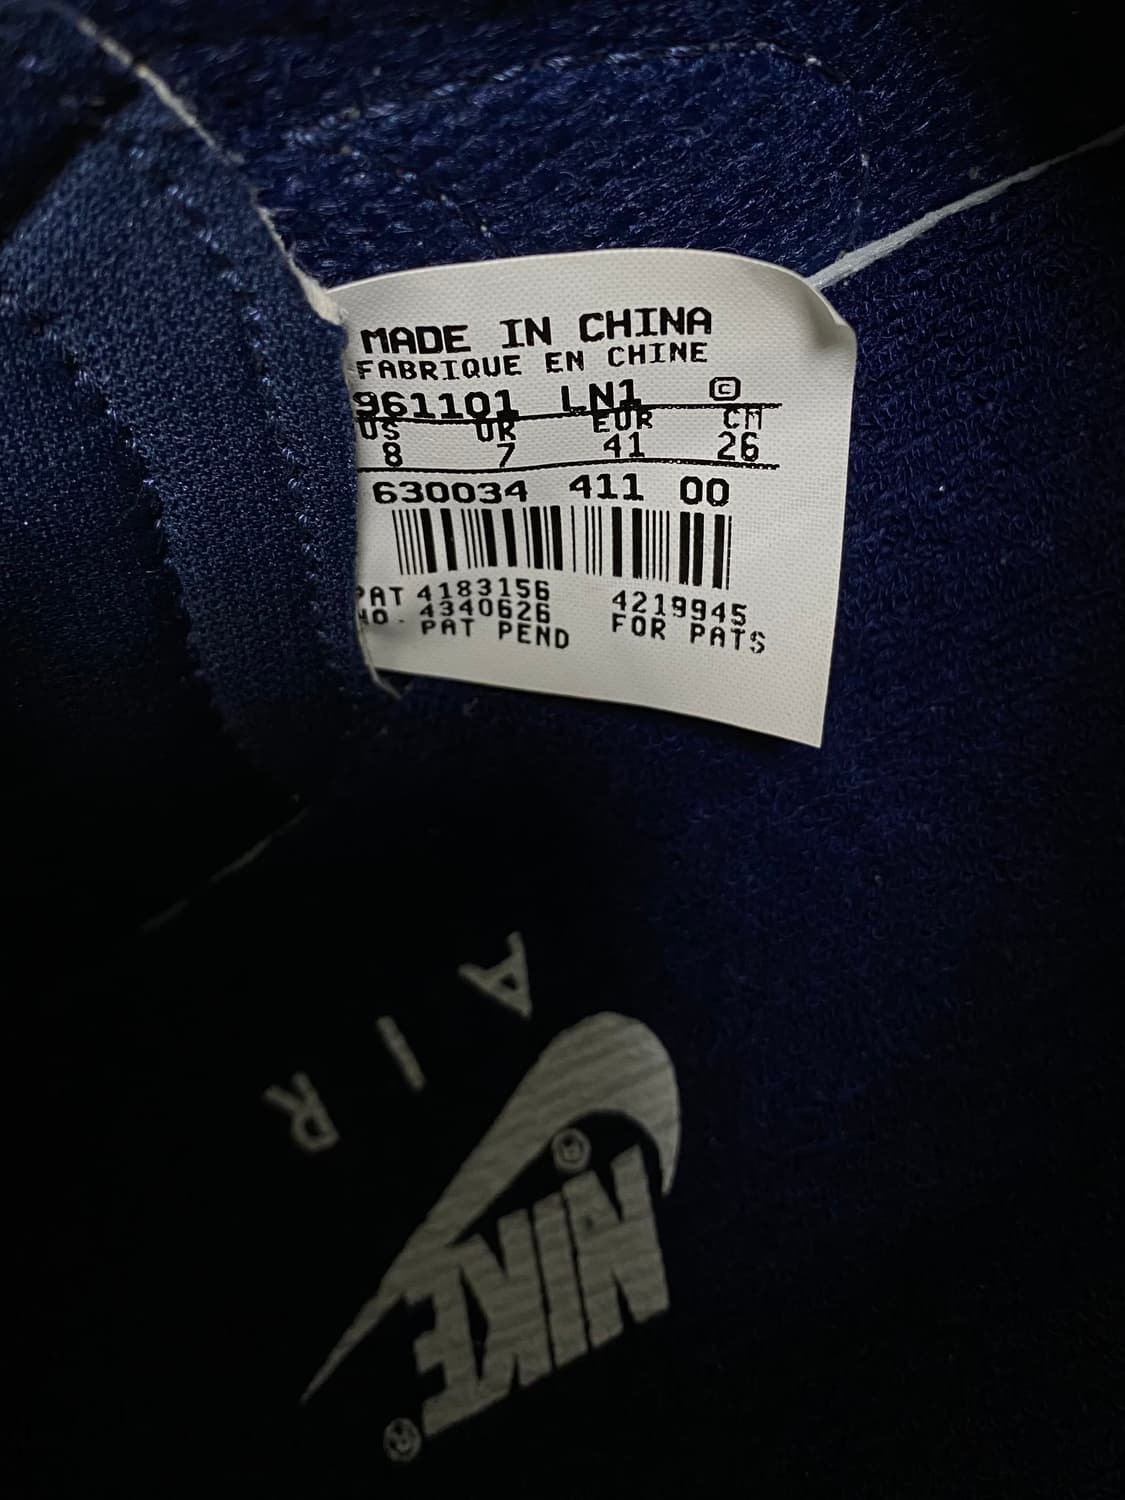 MADE IN CHINA
FABRIQUE EN CHINE
961101 LN1 ©
US UK EUR CM
8 7 41 26
630034 411 00
PAT 4183156 4219945
NO. 4340626 FOR PATS
PAT PEND
AIR
®
NIKE
®